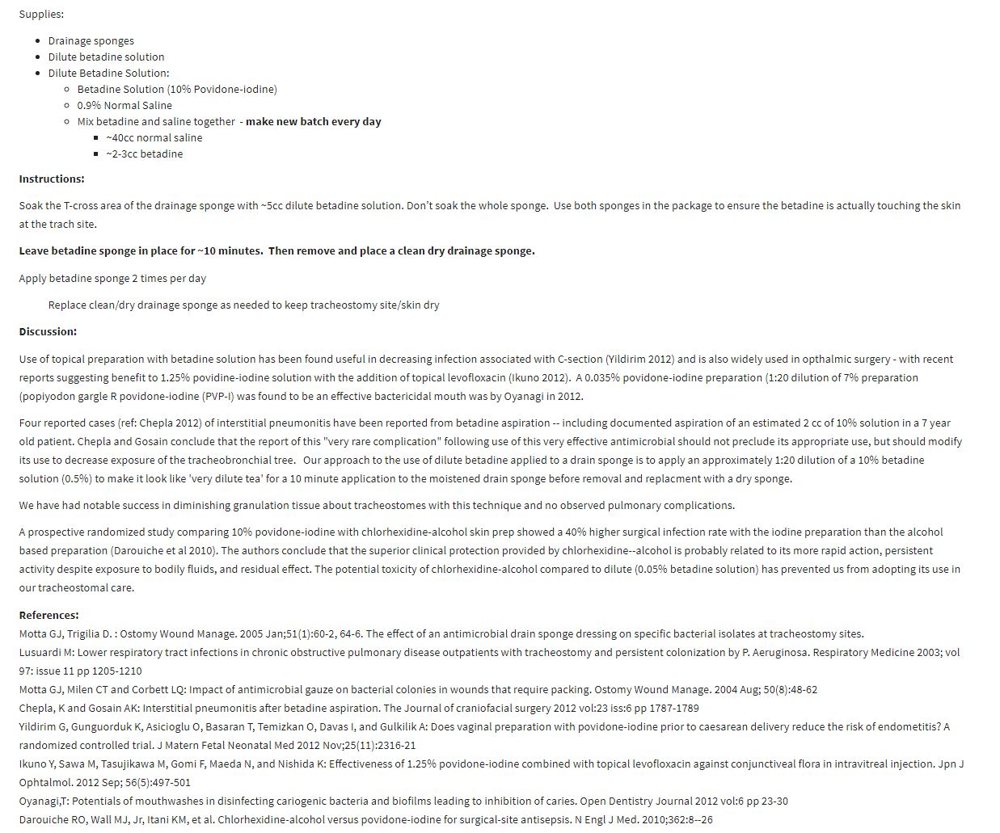 Supplies:
Drainage sponges
Dilute betadine solution
Dilute Betadine Solution:
Betadine Solution (10% Povidone-iodine)
0.9% Normal Saline
Mix betadine and saline together - make new batch every day
~40cc normal saline
~2-3cc betadine
Instructions:
Soak the T-cross area of the drainage sponge with ~5cc dilute betadine solution. Don't soak the whole sponge. Use both sponges in the package to ensure the betadine is actually touching the skin
at the trach site.
Leave betadine sponge in place for ~10 minutes. Then remove and place a clean dry drainage sponge.
Apply betadine sponge 2 times per day
Replace clean/dry drainage sponge as needed to keep tracheostomy site/skin dry
Discussion:
Use of topical preparation with betadine solution has been found useful in decreasing infection associated with C-section (Yildirim 2012) and is also widely used in opthalmic surgery - with recent
reports suggesting benefit to 1.25% povidine-iodine solution with the addition of topical levofloxacin (Ikuno 2012). A 0.035% povidone-iodine preparation (1:20 dilution of 7% preparation
(popiyodon gargle R povidone-iodine (PVP-I) was found to be an effective bactericidal mouth was by Oyanagi in 2012.
Four reported cases (ref: Chepla 2012) of interstitial pneumonitis have been reported from betadine aspiration -- including documented aspiration of an estimated 2 cc of 10% solution in a 7 year
old patient. Chepla and Gosain conclude that the report of this "very rare complication" following use of this very effective antimicrobial should not preclude its appropriate use, but should modify
its use to decrease exposure of the tracheobronchial tree. Our approach to the use of dilute betadine applied to a drain sponge is to apply an approximately 1:20 dilution of a 10% betadine
solution (0.5%) to make it look like 'very dilute tea' for a 10 minute application to the moistened drain sponge before removal and replacment with a dry sponge.
We have had notable success in diminishing granulation tissue about tracheostomes with this technique and no observed pulmonary complications.
A prospective randomized study comparing 10% povidone-iodine with chlorhexidine-alcohol skin prep showed a 40% higher surgical infection rate with the iodine preparation than the alcohol
based preparation (Darouiche et al 2010). The authors conclude that the superior clinical protection provided by chlorhexidine--alcohol is probably related to its more rapid action, persistent
activity despite exposure to bodily fluids, and residual effect. The potential toxicity of chlorhexidine-alcohol compared to dilute (0.05% betadine solution) has prevented us from adopting its use in
our tracheostomal care.
References:
Motta GJ, Trigilia D. : Ostomy Wound Manage. 2005 Jan;51(1):60-2, 64-6. The effect of an antimicrobial drain sponge dressing on specific bacterial isolates at tracheostomy sites.
Lusuardi M: Lower respiratory tract infections in chronic obstructive pulmonary disease outpatients with tracheostomy and persistent colonization by P. Aeruginosa. Respiratory Medicine 2003; vol
97: issue 11 pp 1205-1210
Motta GJ, Milen CT and Corbett LQ: Impact of antimicrobial gauze on bacterial colonies in wounds that require packing. Ostomy Wound Manage. 2004 Aug; 50(8):48-62
Chepla, K and Gosain AK: Interstitial pneumonitis after betadine aspiration. The Journal of craniofacial surgery 2012 vol:23 iss:6 pp 1787-1789
Yildirim G, Gunguorduk K, Asicioglu O, Basaran T, Temizkan O, Davas I, and Gulkilik A: Does vaginal preparation with povidone-iodine prior to caesarean delivery reduce the risk of endometitis? A
randomized controlled trial. J Matern Fetal Neonatal Med 2012 Nov;25(11):2316-21
Ikuno Y, Sawa M, Tasujikawa M, Gomi F, Maeda N, and Nishida K: Effectiveness of 1.25% povidone-iodine combined with topical levofloxacin against conjunctiveal flora in intravitreal injection. Jpn J
Ophtalmol. 2012 Sep; 56(5):497-501
Oyanagi,T: Potentials of mouthwashes in disinfecting cariogenic bacteria and biofilms leading to inhibition of caries. Open Dentistry Journal 2012 vol:6 pp 23-30
Darouiche RO, Wall MJ, Jr, Itani KM, et al. Chlorhexidine-alcohol versus povidone-iodine for surgical-site antisepsis. N Engl J Med. 2010;362:8--26